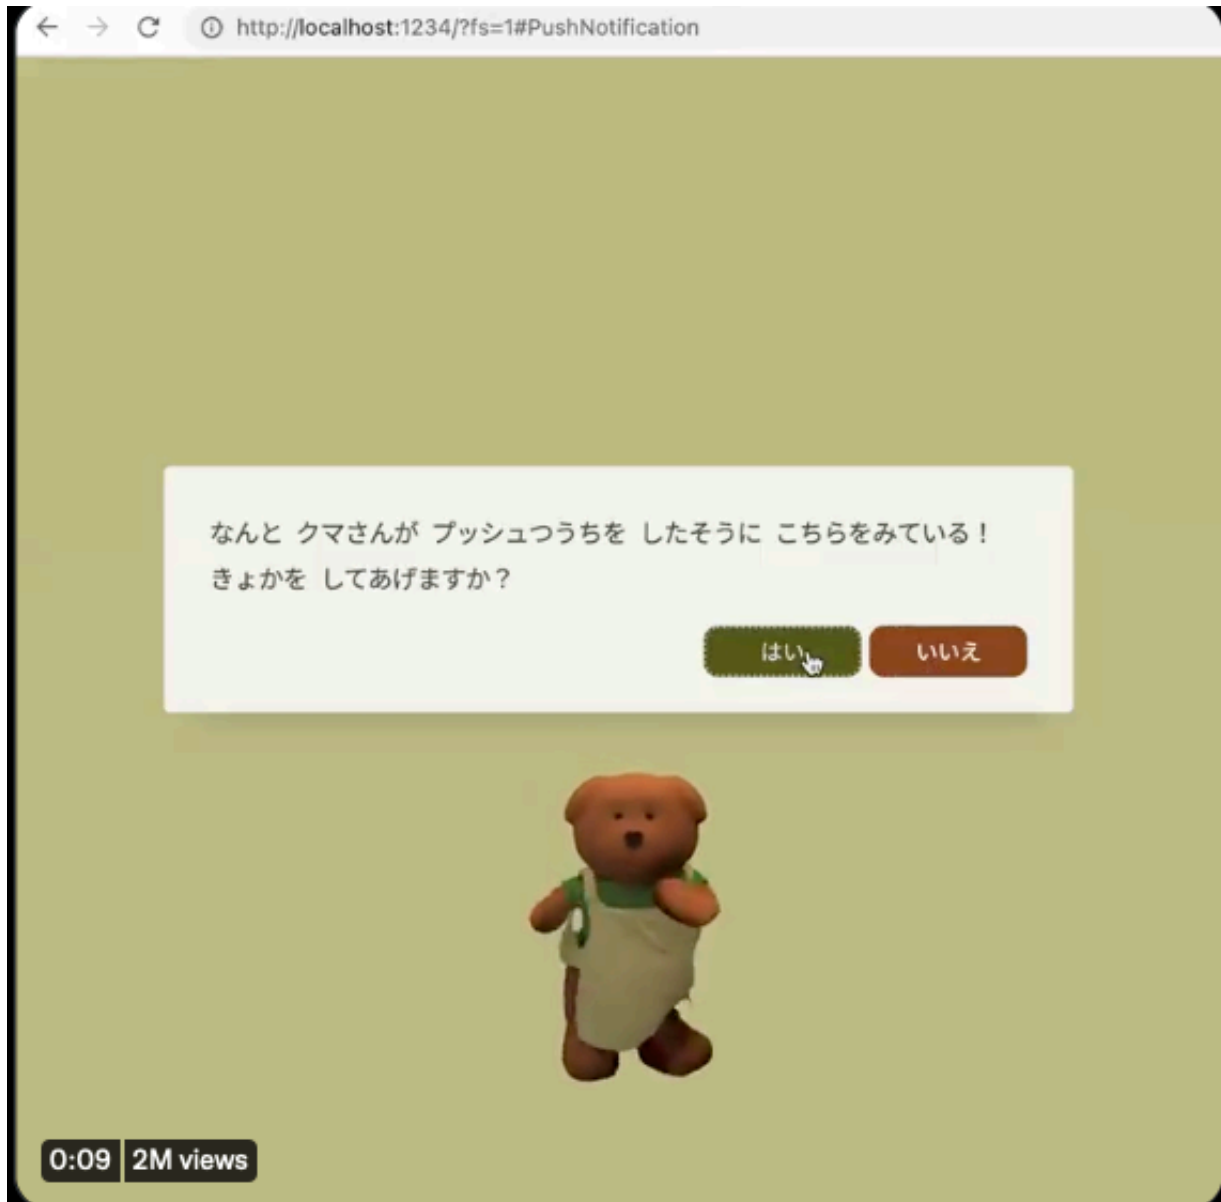 http://localhost:1234/?fs=1#PushNotification
なんと クマさんが プッシュつうちを したそうに こちらをみている！
きょかを してあげますか？
はい いいえ
0:09 2M views